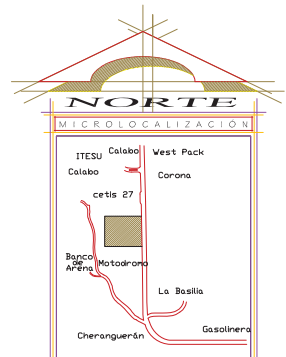 NORTE
MICROLOCALIZACIÓN
Calabo West Pack
ITESU
Calabo Corona
cetis 27
Banco
de Motodromo
Arena
La Basilia
Gasolinera
Cheranguerán